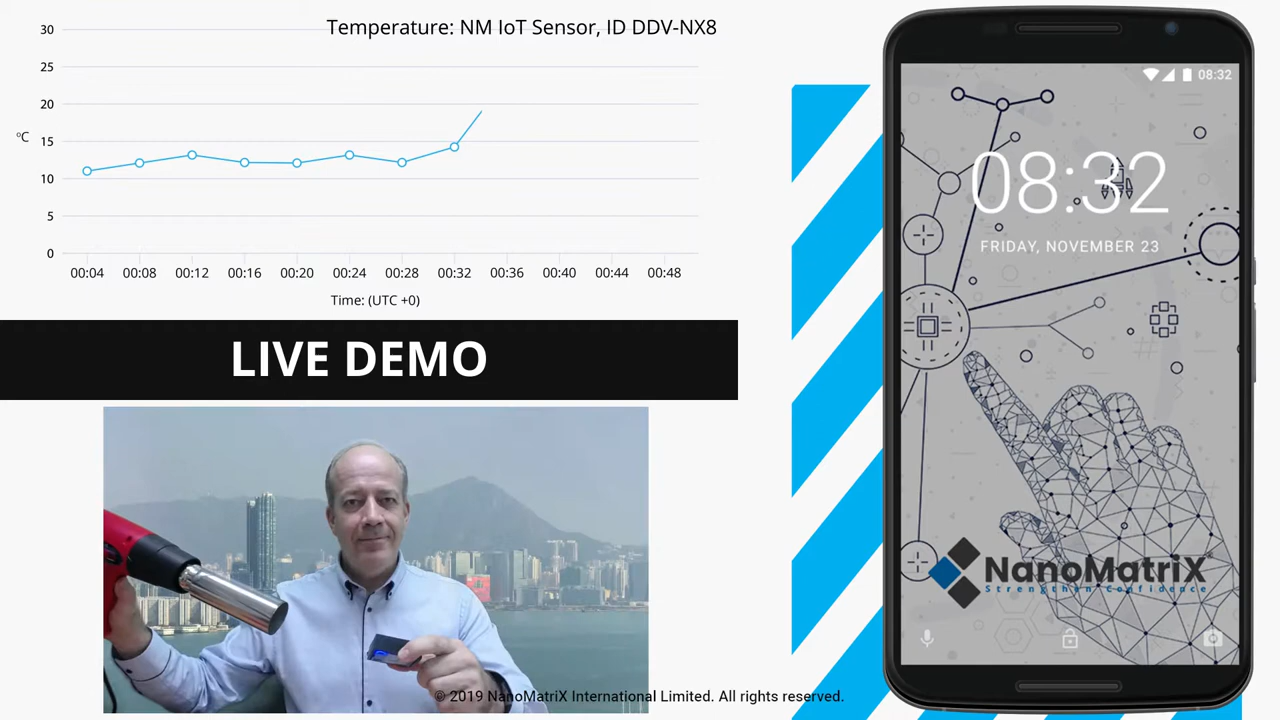 Temperature: NM IoT Sensor, ID DDV-NX8
30
25
20
°C
15
10
5
0
00:04 00:08 00:12 00:16 00:20 00:24 00:28 00:32 00:36 00:40 00:44 00:48
Time: (UTC +0)
LIVE DEMO
08:32
08:32
FRIDAY, NOVEMBER 23
NanoMatriX
Strengthen Confidence
© 2019 NanoMatriX International Limited. All rights reserved.